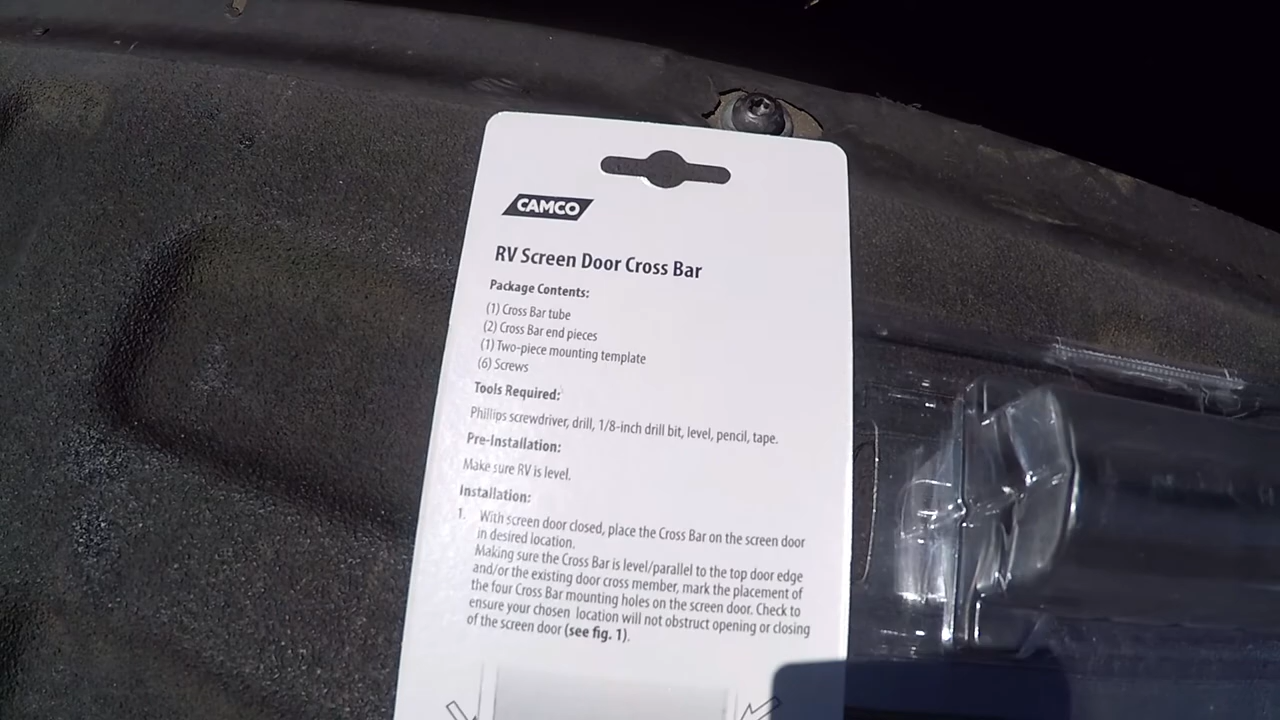 CAMCO
RV Screen Door Cross Bar
Package Contents:
(1) Cross Bar tube
(2) Cross Bar end pieces
(1) Two-piece mounting template
(6) Screws
Tools Required:
Phillips screwdriver, drill, 1/8-inch drill bit, level, pencil, tape.
Pre-Installation:
Make sure RV is level.
Installation:
1. With screen door closed, place the Cross Bar on the screen door
in desired location.
Making sure the Cross Bar is level/parallel to the top door edge
and/or the existing door cross member, mark the placement of
the four Cross Bar mounting holes on the screen door. Check to
ensure your chosen location will not obstruct opening or closing
of the screen door (see fig. 1).